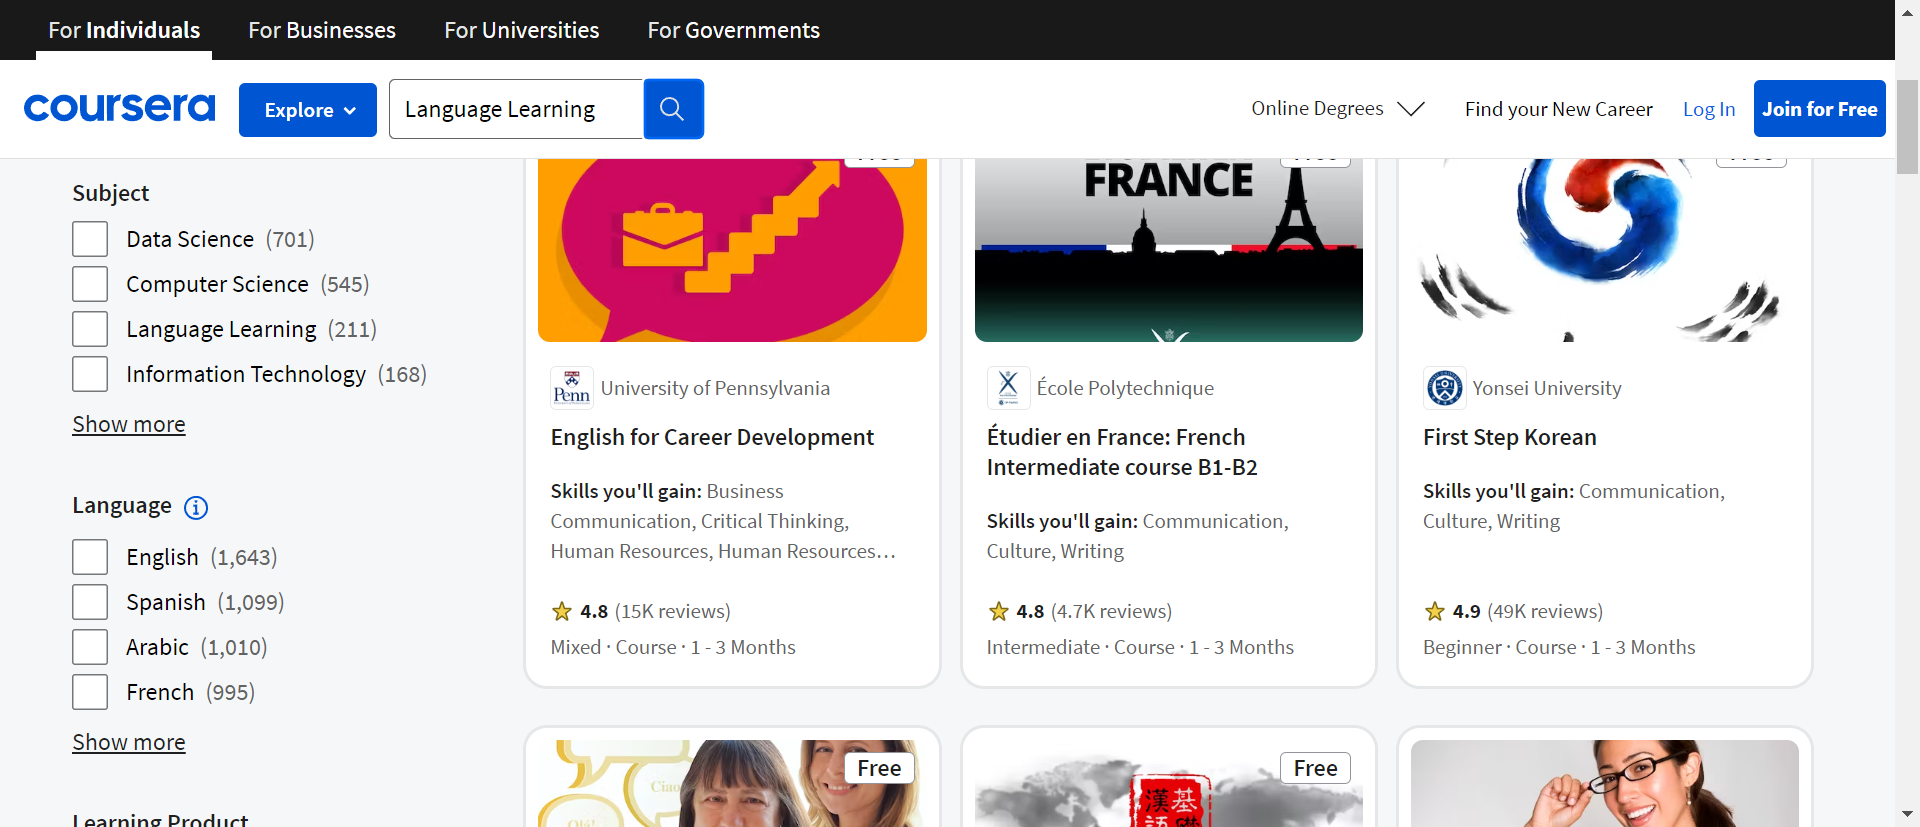 For Individuals
For Businesses
For Universities
For Governments
coursera
Explore
Language Learning
Online Degrees
Find your New Career
Log In
Join for Free
Subject
Data Science (701)
Computer Science (545)
Language Learning (211)
Information Technology (168)
Show more
Language
English (1,643)
Spanish (1,099)
Arabic (1,010)
French (995)
Show more
Learning Product
Penn
University of Pennsylvania
English for Career Development
Skills you'll gain: Business
Communication, Critical Thinking,
Human Resources, Human Resources…
4.8 (15K reviews)
Mixed · Course · 1 - 3 Months
FRANCE
École Polytechnique
Étudier en France: French
Intermediate course B1-B2
Skills you'll gain: Communication,
Culture, Writing
4.8 (4.7K reviews)
Intermediate · Course · 1 - 3 Months
Yonsei University
First Step Korean
Skills you'll gain: Communication,
Culture, Writing
4.9 (49K reviews)
Beginner · Course · 1 - 3 Months
Free
Ciao
Free
漢基
語礎